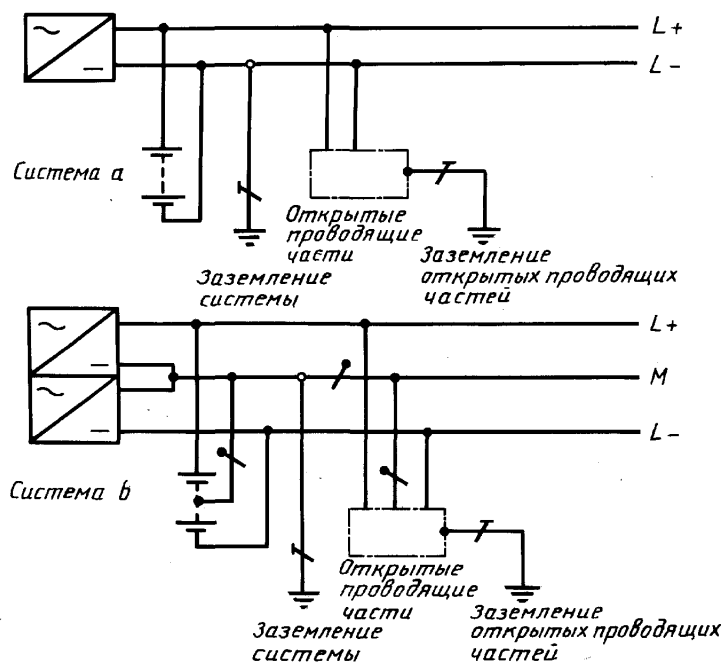 L+
L-
Система a
Открытые
проводящие
части
Заземление
системы
Заземление
открытых проводящих
частей
L+
M
L-
Система b
Открытые
проводящие
части
Заземление
системы
Заземление
открытых проводящих
частей